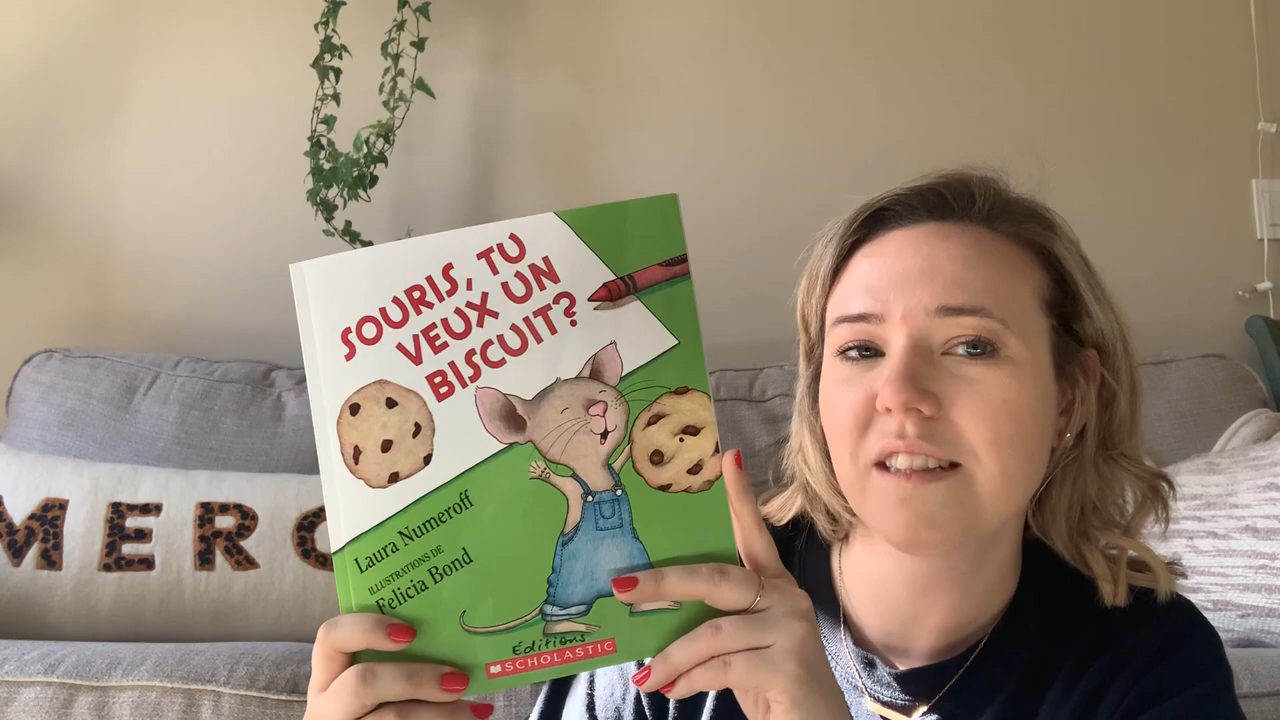 SOURIS, TU
VEUX UN
BISCUIT?
Laura Numeroff
ILLUSTRATIONS DE
Felicia Bond
Éditions
SCHOLASTIC
MERC